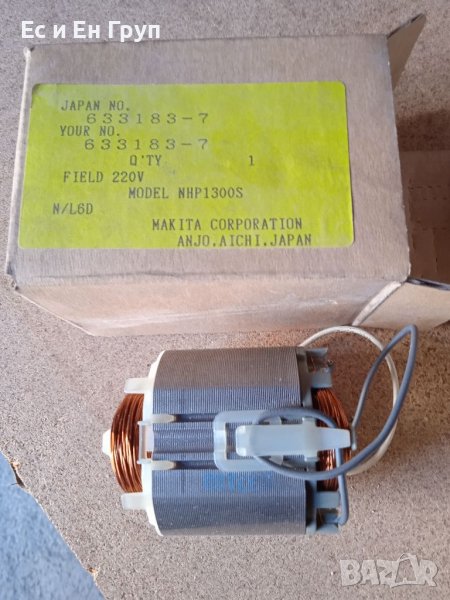 Ес и Ен Груп
JAPAN NO.
633183-7
YOUR NO.
633183-7
Q'TY 1
FIELD 220V
MODEL NHP1300S
N/L6D
MAKITA CORPORATION
ANJO.AICHI.JAPAN
BAZAR